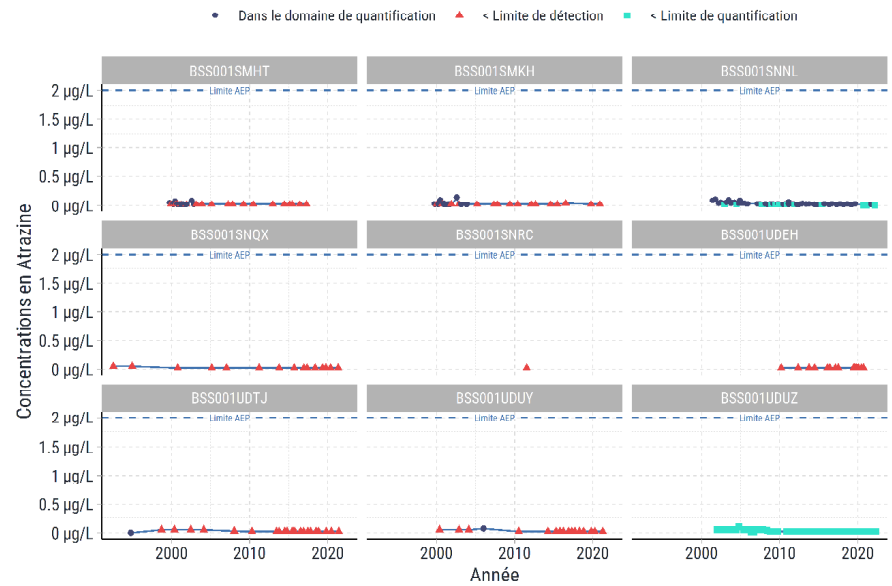 Dans le domaine de quantification < Limite de détection < Limite de quantification
BSS001SMHT BSS001SMKH BSS001SNNL
2 µg/L Limite AEP Limite AEP Limite AEP
1.5 µg/L
1 µg/L
0.5 µg/L
0 µg/L
BSS001SNQX BSS001SNRC BSS001UDEH
2 µg/L Limite AEP Limite AEP Limite AEP
1.5 µg/L
1 µg/L
0.5 µg/L
0 µg/L
BSS001UDTJ BSS001UDUY BSS001UDUZ
2 µg/L Limite AEP Limite AEP Limite AEP
1.5 µg/L
1 µg/L
0.5 µg/L
0 µg/L
2000 2010 2020 2000 2010 2020 2000 2010 2020
Année
Concentrations en Atrazine